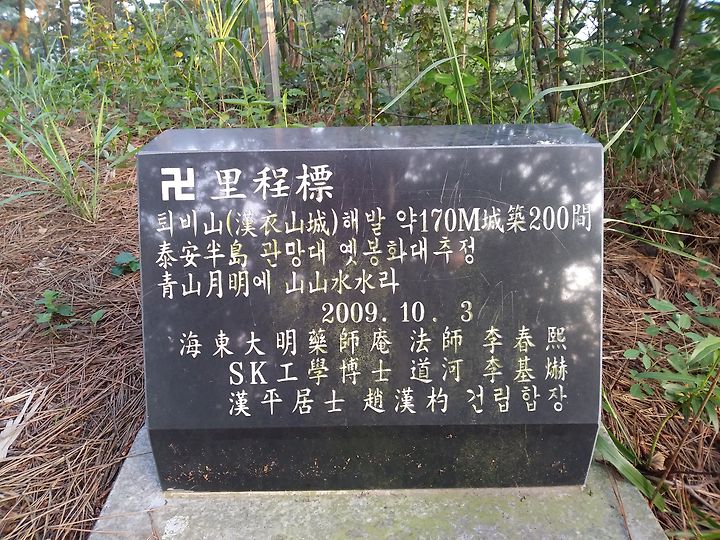 卍 里程標
퇴비山(漢衣山城)해발 약170M城築200間
泰安半島 관망대 옛봉화대추정
靑山月明에 山山水水라
2009. 10. 3
海東大明藥師庵 法師 李春熙
SK工學博士 道河 李基爀
漢平居士 趙漢杓 건립합장